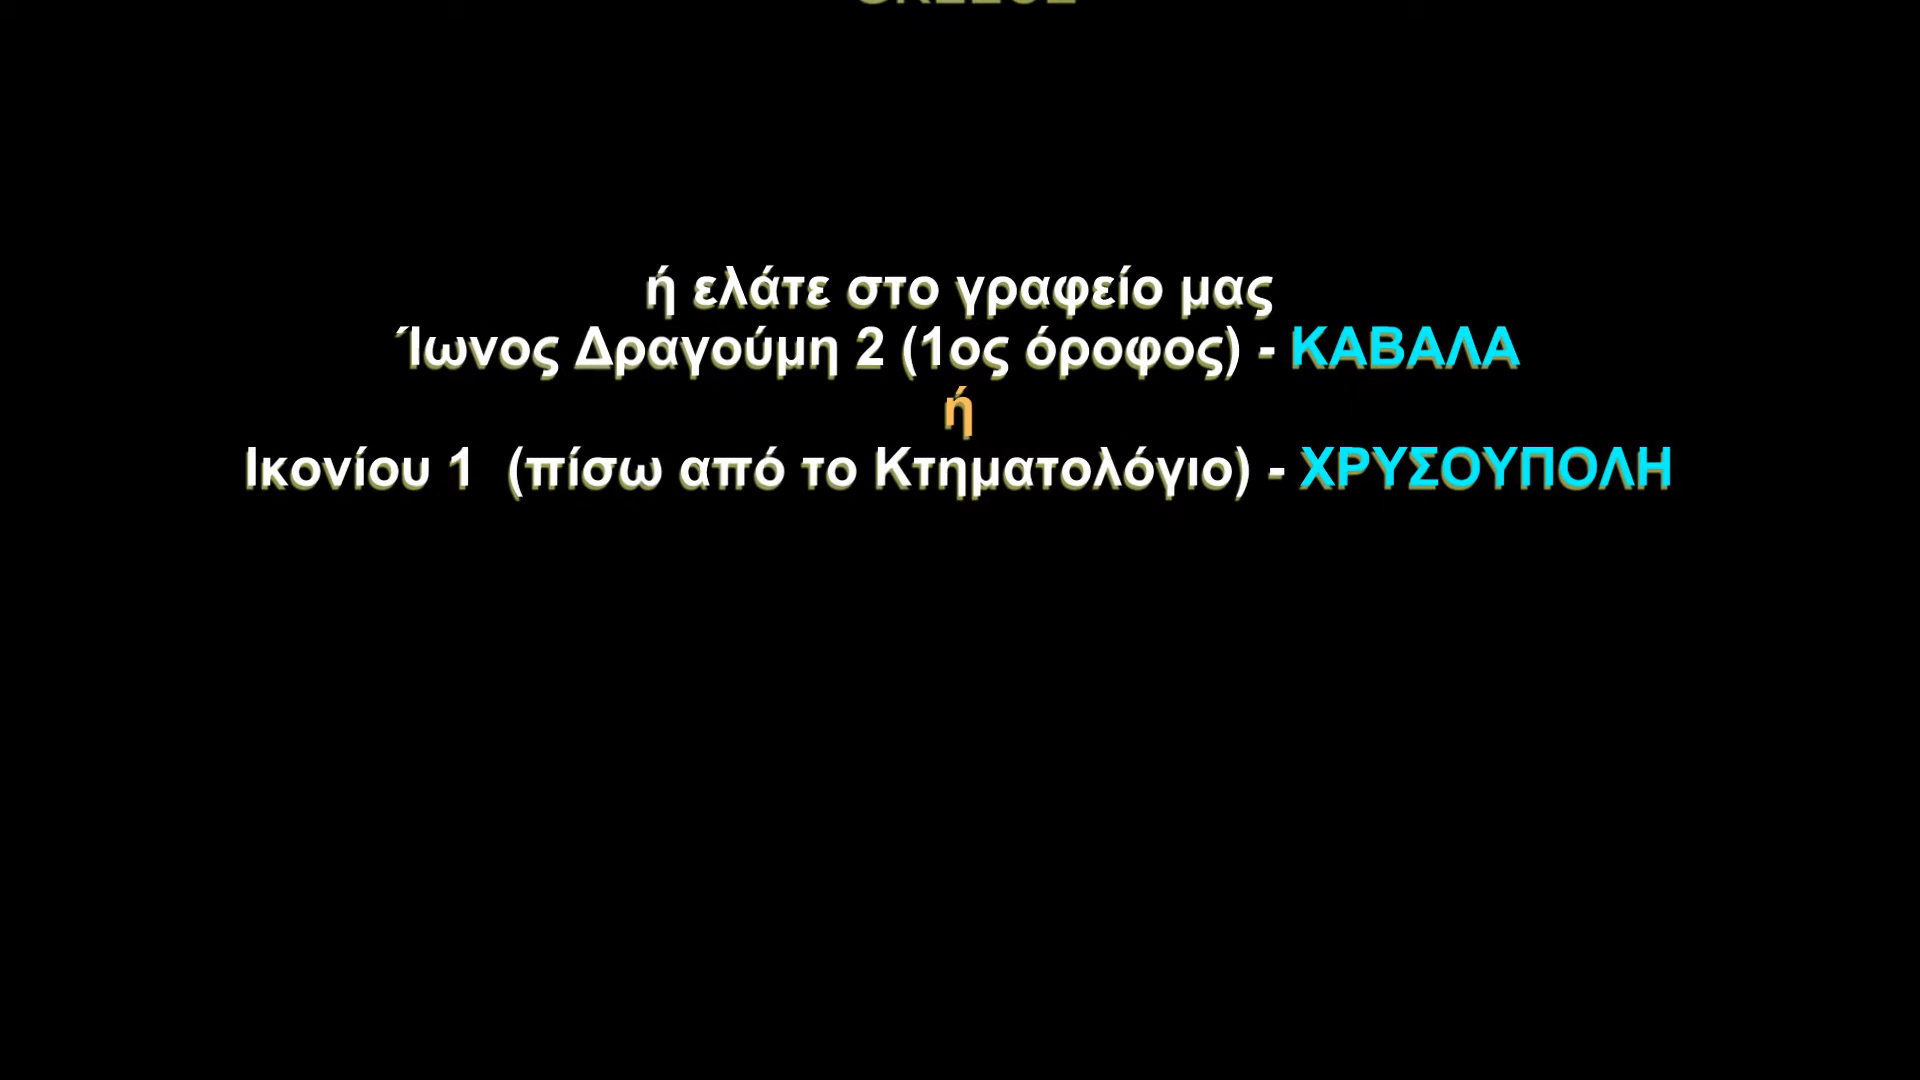 ή ελάτε στο γραφείο μας
Ίωνος Δραγούμη 2 (1ος όροφος) - ΚΑΒΑΛΑ
ή
Ικονίου 1  (πίσω από το Κτηματολόγιο) - ΧΡΥΣΟΥΠΟΛΗ